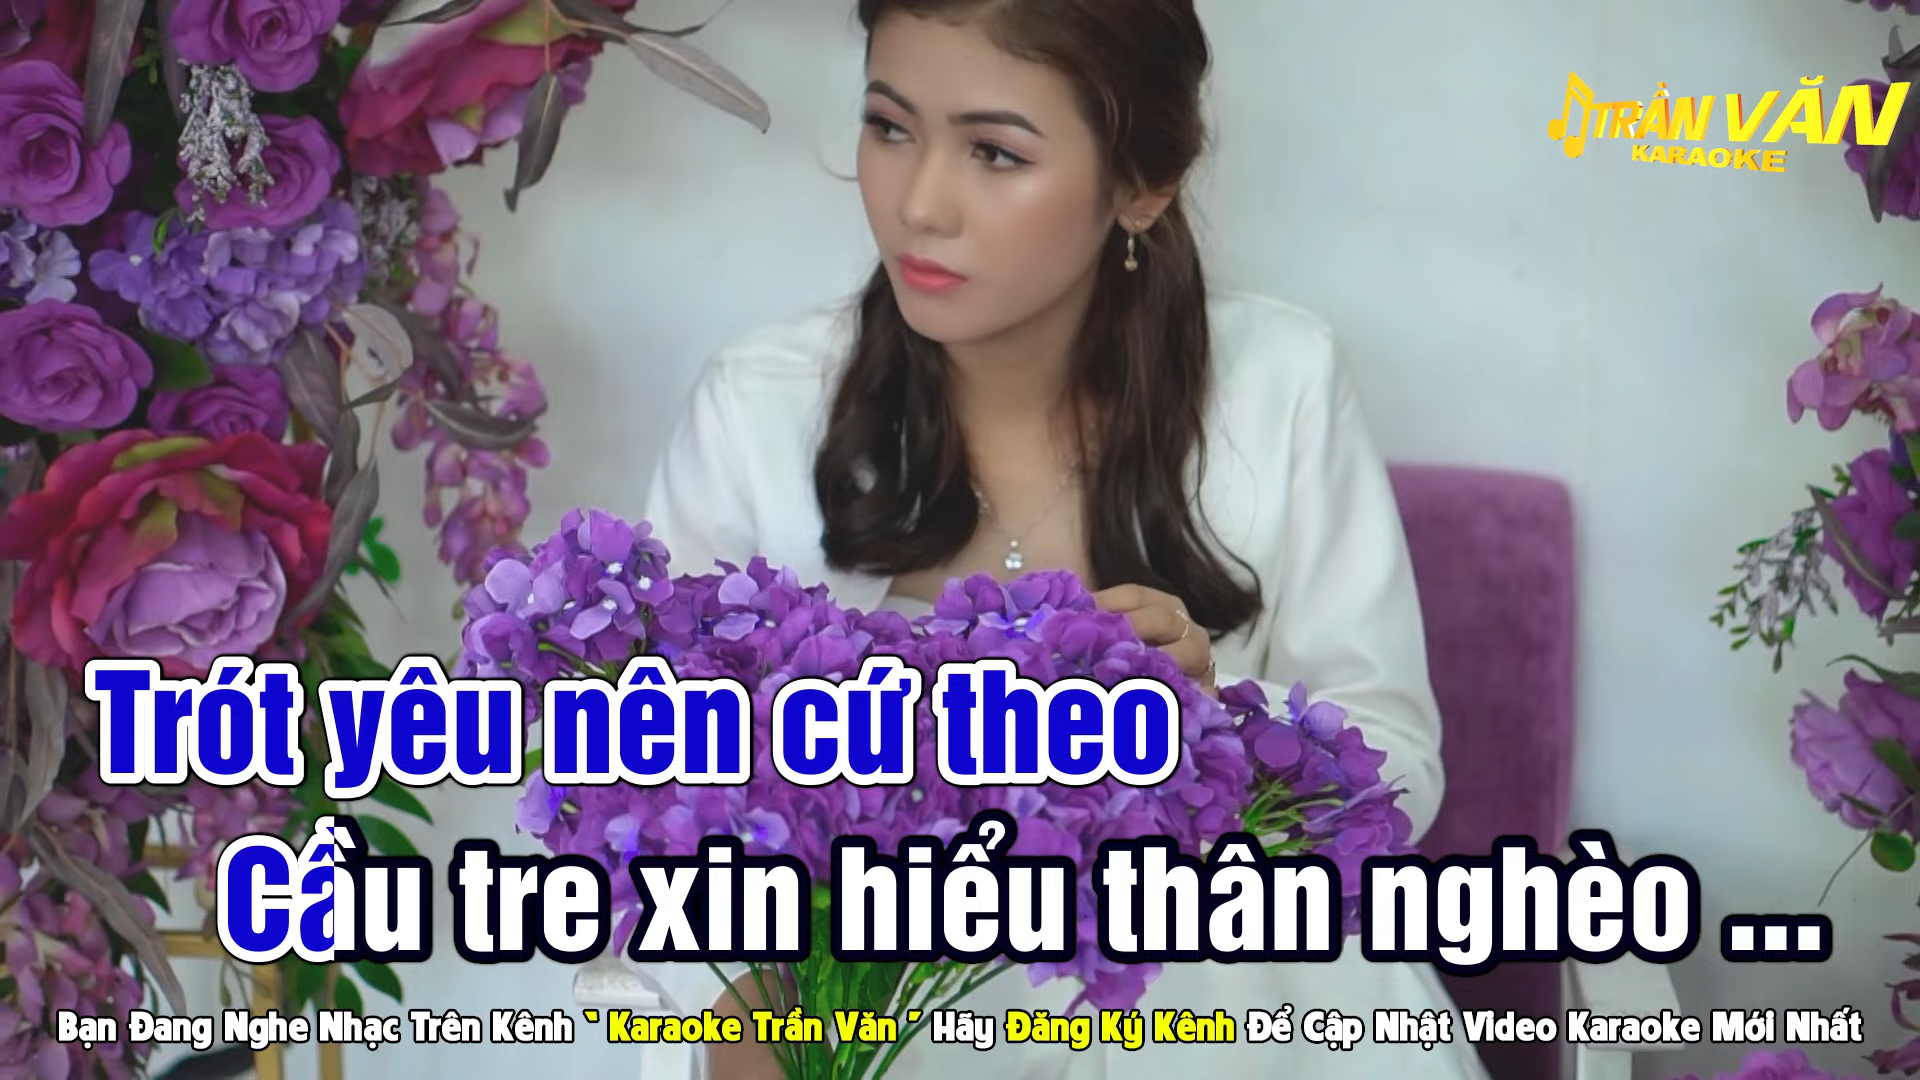 TRẦN VĂN
KARAOKE
Trót yêu nên cứ theo
Cầu tre xin hiểu thân nghèo ...
Bạn Đang Nghe Nhạc Trên Kênh ` Karaoke Trần Văn ´ Hãy Đăng Ký Kênh Để Cập Nhật Video Karaoke Mới Nhất